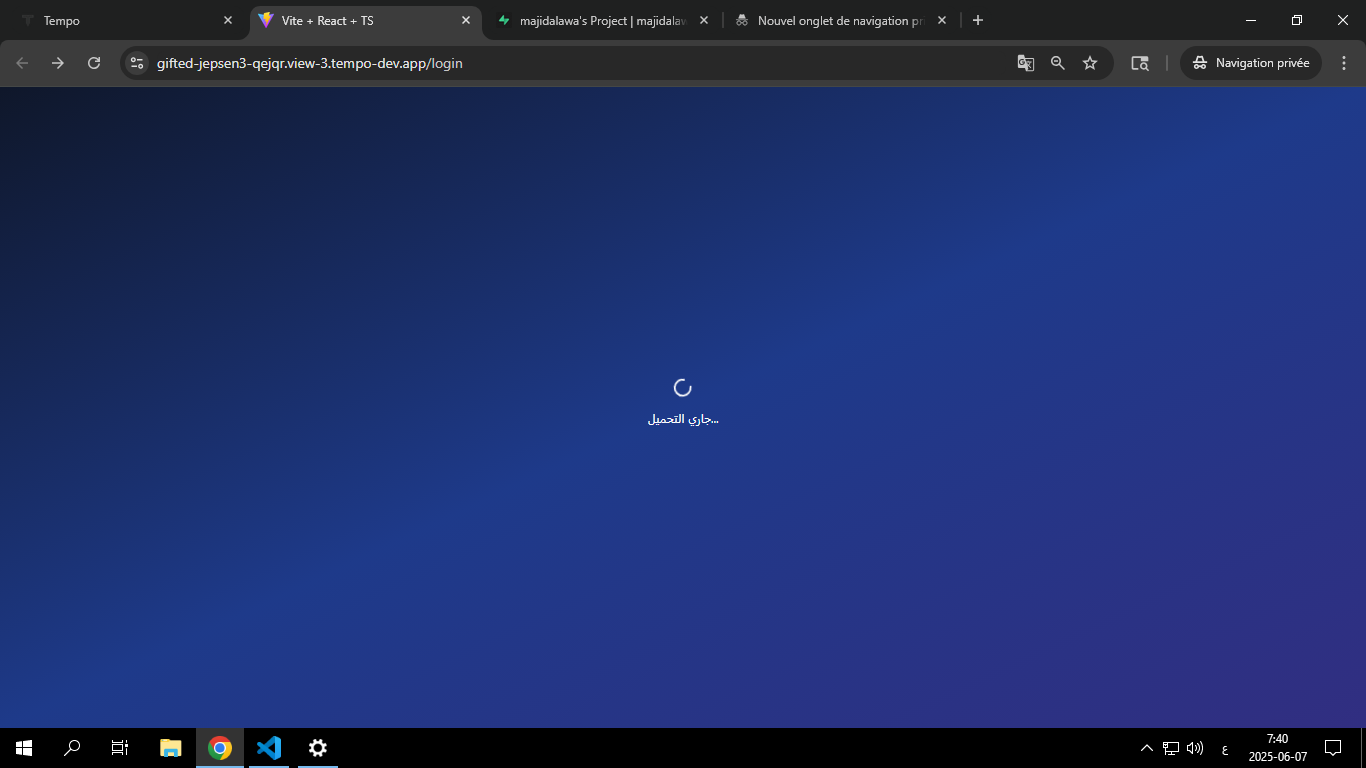 Tempo
Vite + React + TS
majidalawa's Project | majidalaw
Nouvel onglet de navigation pri
gifted-jepsen3-qejqr.view-3.tempo-dev.app/login
Navigation privée
جاري التحميل...
ع
7:40
2025-06-07